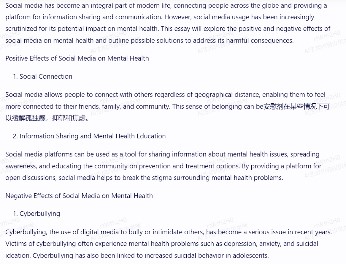 Social media has become an integral part of modern life, connecting people across the globe and providing a
platform for information sharing and communication. However, social media usage has been increasingly
scrutinized for its potential impact on mental health. This essay will explore the positive and negative effects of
social media on mental health and outline possible solutions to address its harmful consequences.
Positive Effects of Social Media on Mental Health
1. Social Connection
Social media allows people to connect with others regardless of geographical distance, enabling them to feel
more connected to their friends, family, and community. This sense of belonging can be
2. Information Sharing and Mental Health Education
Social media platforms can be used as a tool for sharing information about mental health issues, spreading
awareness, and educating the community on prevention and treatment options. By providing a platform for
open discussions, social media helps to break the stigma surrounding mental health problems.
Negative Effects of Social Media on Mental Health
1. Cyberbullying
Cyberbullying, the use of digital media to bully or intimidate others, has become a serious issue in recent years.
Victims of cyberbullying often experience mental health problems such as depression, anxiety, and suicidal
ideation. Cyberbullying has also been linked to increased suicidal behavior in adolescents.